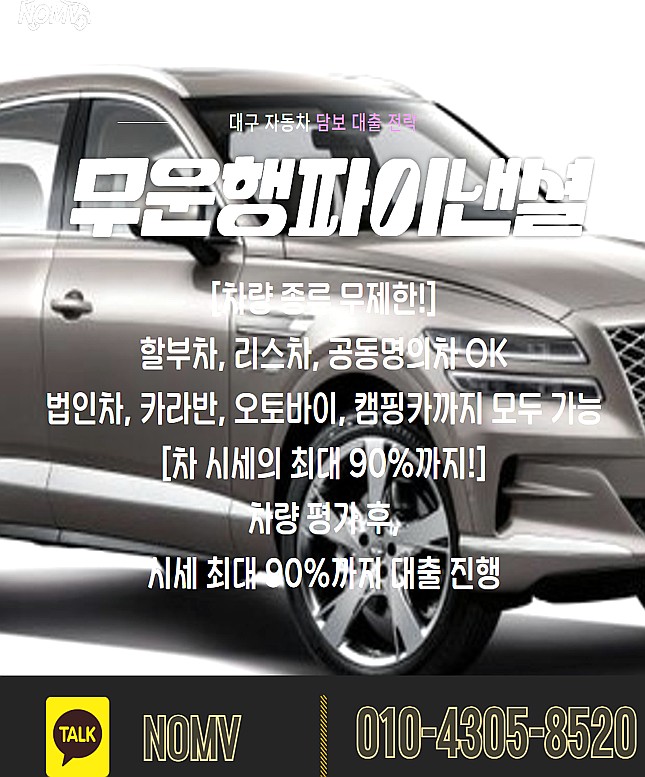 NOMV
대구 자동차 담보 대출 전략
무운행파이낸셜
[차량 종류 무제한!]
할부차, 리스차, 공동명의차 OK
법인차, 카라반, 오토바이, 캠핑카까지 모두 가능
[차 시세의 최대 90%까지!]
차량 평가 후,
시세 최대 90%까지 대출 진행
TALK NOMV 010-4305-8520